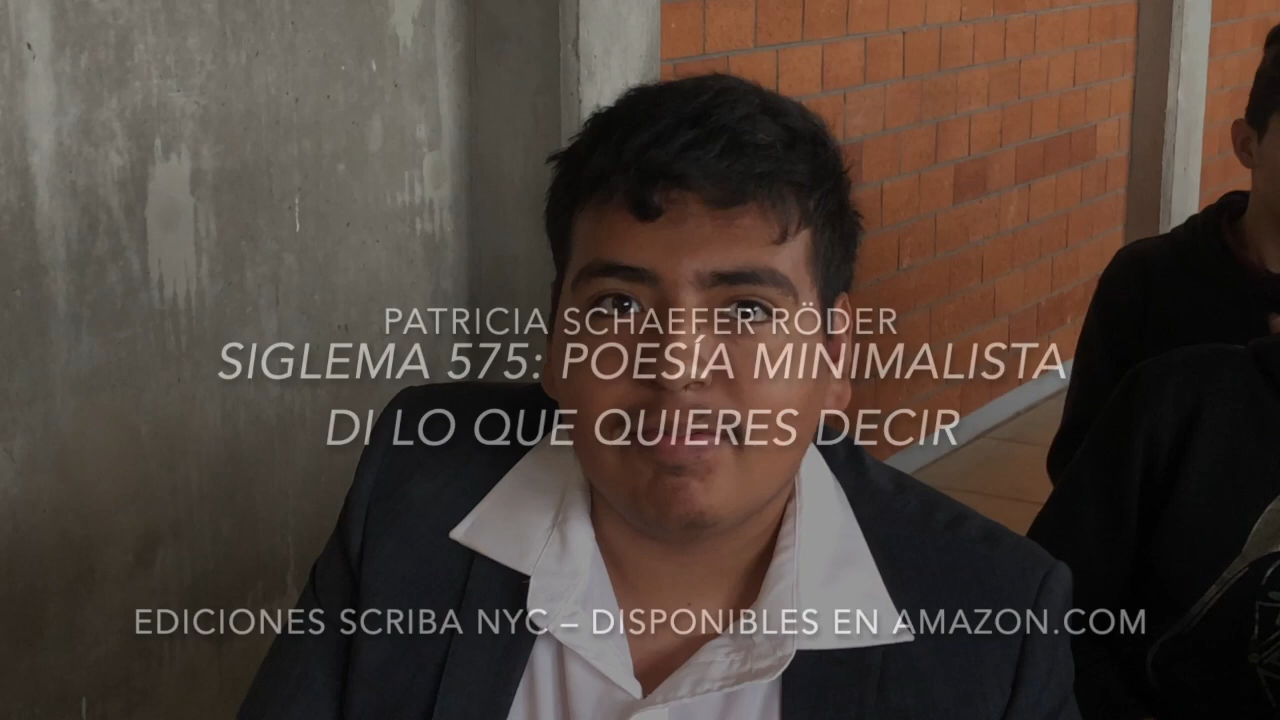 PATRICIA SCHAEFER RÖDER
SIGLEMA 575: POESÍA MINIMALISTA
DI LO QUE QUIERES DECIR
EDICIONES SCRIBA NYC – DISPONIBLES EN AMAZON.COM